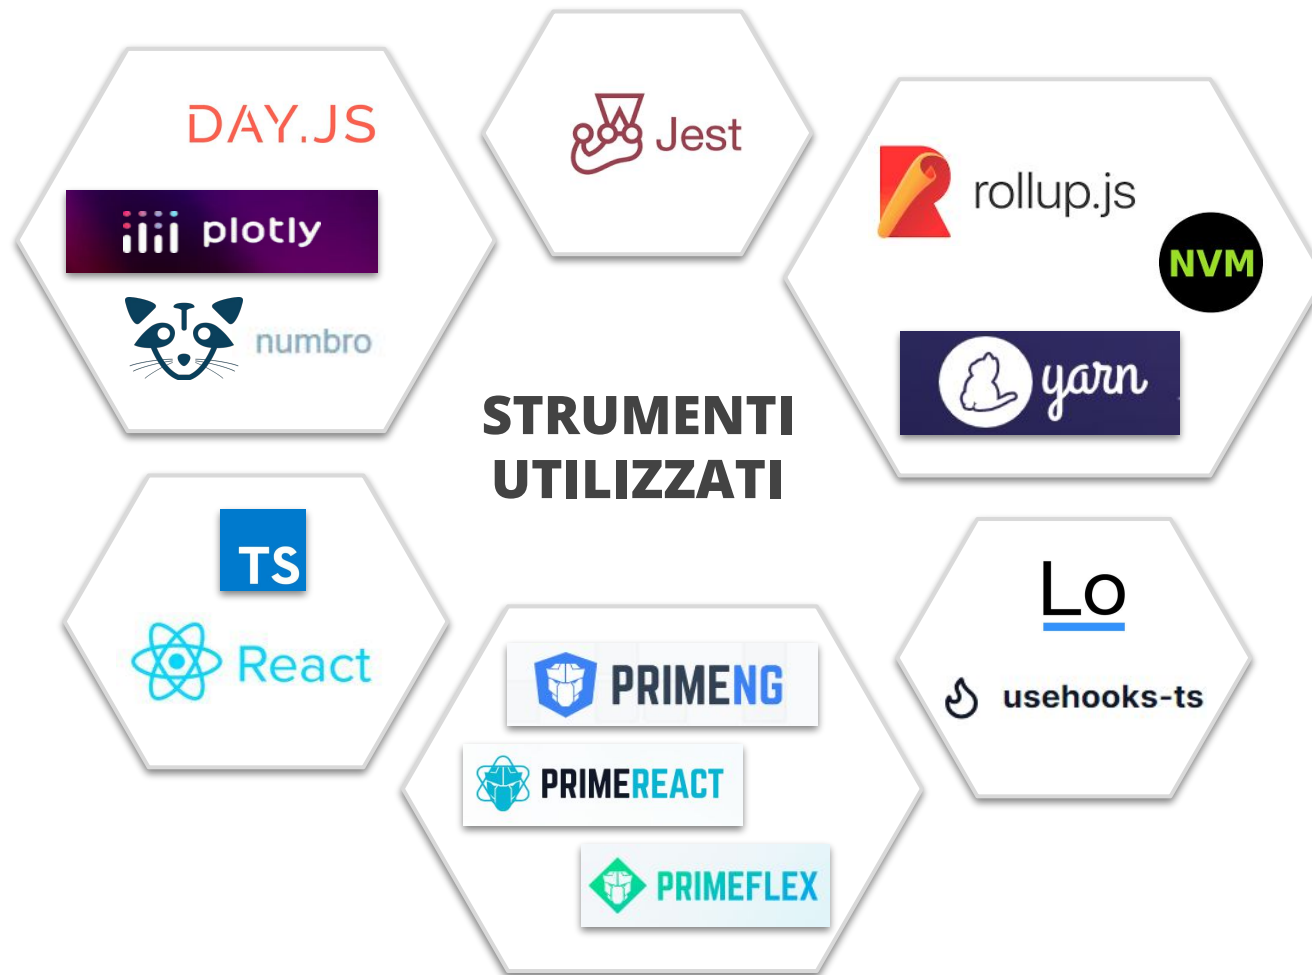 DAY.JS
plotly
numbro
Jest
rollup.js
NVM
yarn
STRUMENTI
UTILIZZATI
TS
React
PRIMENG
PRIMEREACT
PRIMEFLEX
Lo
usehooks-ts